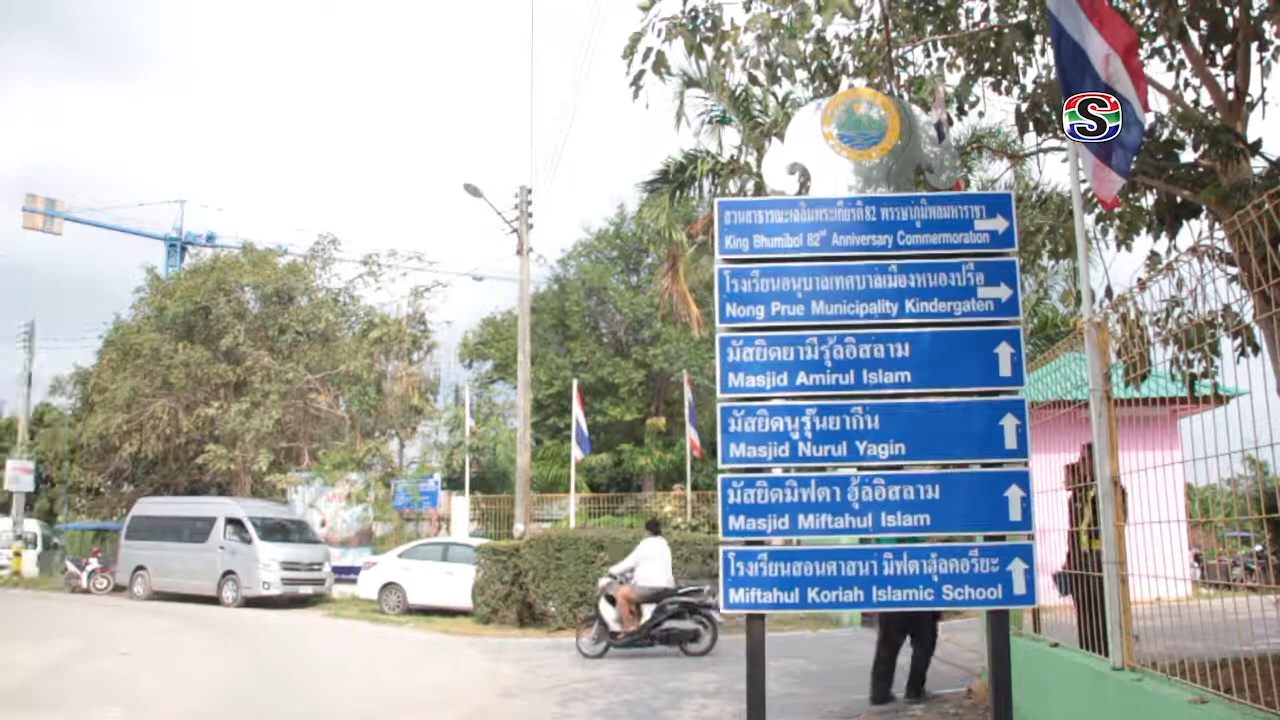 S
สวนสาธารณะเฉลิมพระเกียรติ 82 พรรษาภูมิพลมหาราชา
King Bhumibol 82nd Anniversary Commermoration
โรงเรียนอนุบาลเทศบาลเมืองหนองปรือ
Nong Prue Municipality Kindergaten
มัสยิดยามีรุ้ลอิสลาม
Masjid Amirul Islam
มัสยิดนูรุ๊นยากีน
Masjid Nurul Yagin
มัสยิดมิฟตา ฮุ้ลอิสลาม
Masjid Miftahul Islam
โรงเรียนสอนศาสนา มิฟตาฮุ้ลคอรียะ
Miftahul Koriah Islamic School